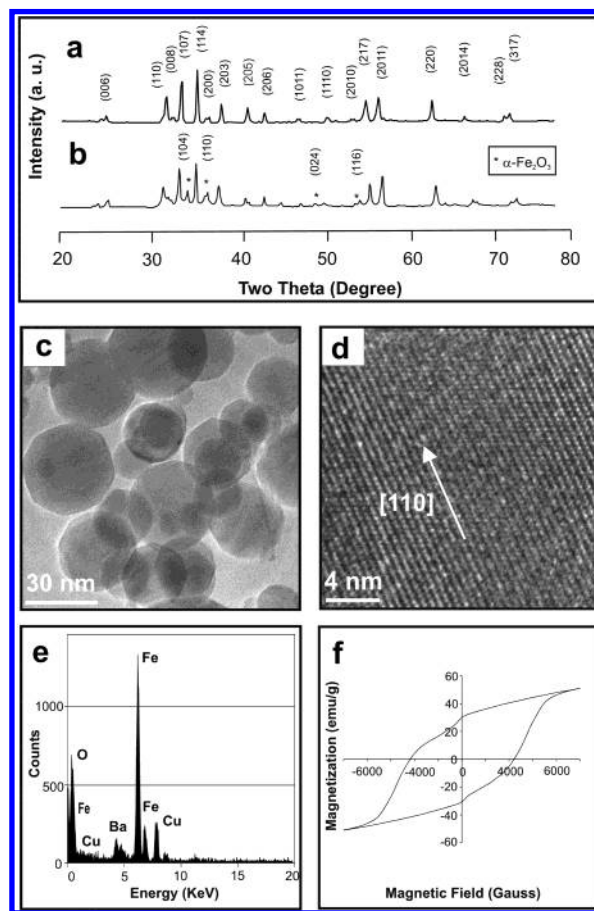 a
Intensity (a. u.)
(006)
(110)
(008)
(107)
(114)
(200)
(203)
(205)
(206)
(1011)
(1110)
(2010)
(217)
(2011)
(220)
(2014)
(228)
(317)
b
(104)
*
(110)
*
(024)
*
(116)
*
* α-Fe₂O₃
20 30 40 50 60 70 80
Two Theta (Degree)
c
30 nm
d
[110]
4 nm
e
Counts
1000
500
0
Fe
O
Fe
Cu
Ba
Fe
Cu
0 5 10 15 20
Energy (KeV)
f
Magnetization (emu/g)
60
40
20
0
-20
-40
-60
-6000 -4000 0 4000 6000
Magnetic Field (Gauss)